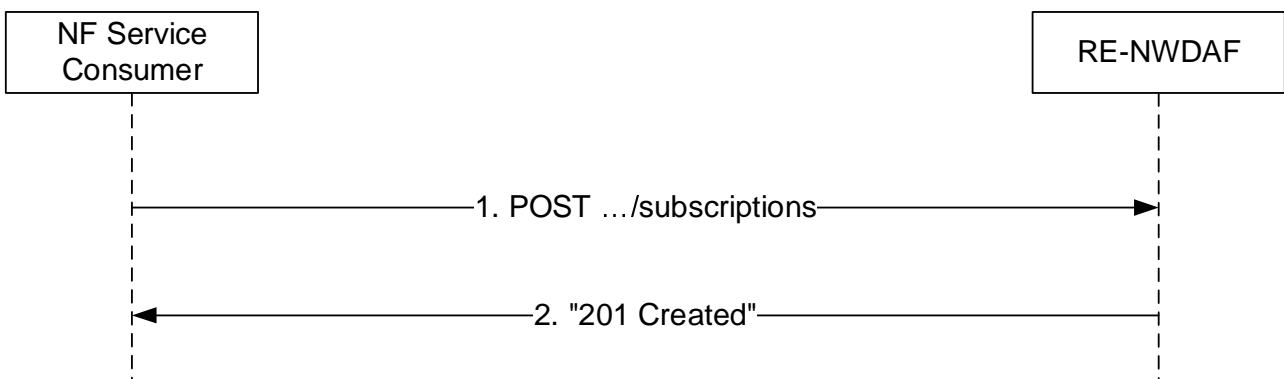 NF Service
Consumer
RE-NWDAF
1. POST …/subscriptions
2. "201 Created"